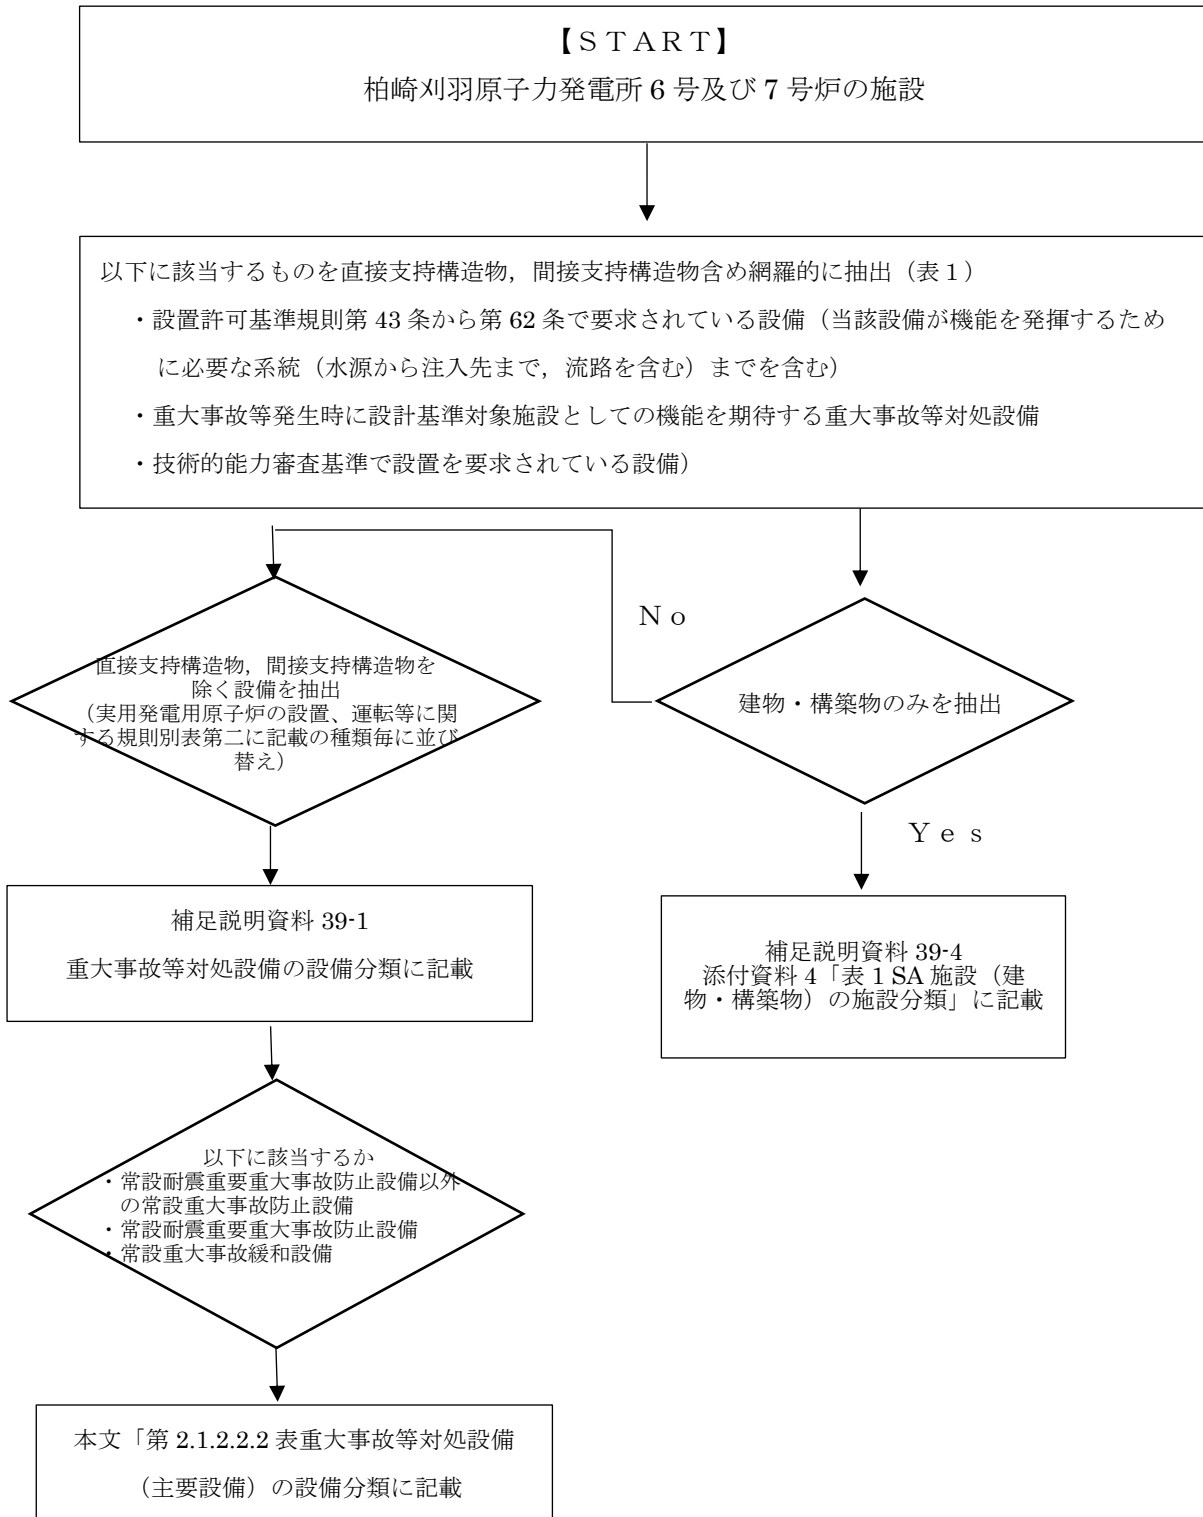 【ＳＴＡＲＴ】
柏崎刈羽原子力発電所 6 号及び 7 号炉の施設
以下に該当するものを直接支持構造物，間接支持構造物含め網羅的に抽出（表１）
・設置許可基準規則第 43 条から第 62 条で要求されている設備（当該設備が機能を発揮するため
に必要な系統（水源から注入先まで，流路を含む）までを含む）
・重大事故等発生時に設計基準対象施設としての機能を期待する重大事故等対処設備
・技術的能力審査基準で設置を要求されている設備）
Ｎｏ
直接支持構造物，間接支持構造物を
除く設備を抽出
（実用発電用原子炉の設置、運転等に関
する規則別表第二に記載の種類毎に並び
替え）
建物・構築物のみを抽出
Ｙｅｓ
補足説明資料 39-1
重大事故等対処設備の設備分類に記載
補足説明資料 39-4
添付資料 4「表 1 SA 施設（建
物・構築物）の施設分類」に記載
以下に該当するか
・常設耐震重要重大事故防止設備以外
の常設重大事故防止設備
・常設耐震重要重大事故防止設備
・常設重大事故緩和設備
本文「第 2.1.2.2.2 表重大事故等対処設備
（主要設備）の設備分類に記載